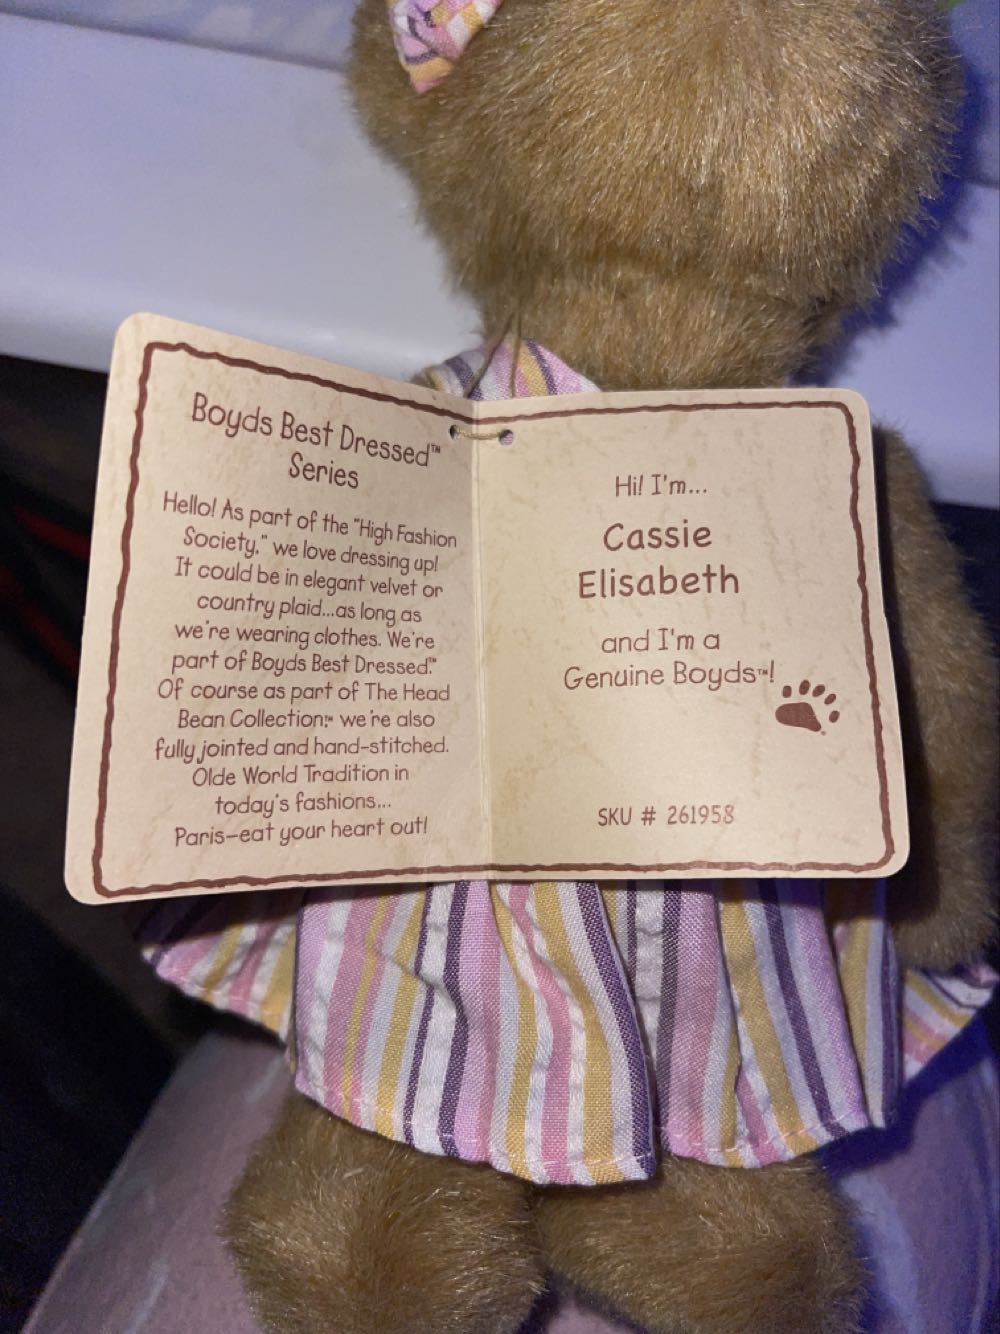 Boyds Best Dressed™
Series
Hello! As part of the "High Fashion
Society," we love dressing up!
It could be in elegant velvet or
country plaid...as long as
we're wearing clothes. We're
part of Boyds Best Dressed™.
Of course as part of The Head
Bean Collection,™ we're also
fully jointed and hand-stitched.
Olde World Tradition in
today's fashions...
Paris–eat your heart out!
Hi! I'm...
Cassie
Elisabeth
and I'm a
Genuine Boyds™!
SKU # 261958